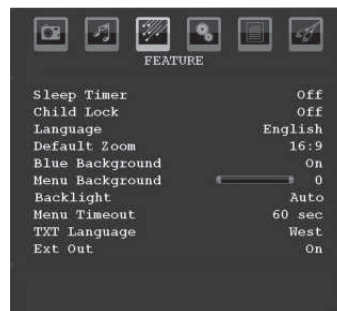 FEATURE
Sleep Timer Off
Child Lock Off
Language English
Default Zoom 16:9
Blue Background On
Menu Background 0
Backlight Auto
Menu Timeout 60 sec
TXT Language West
Ext Out On